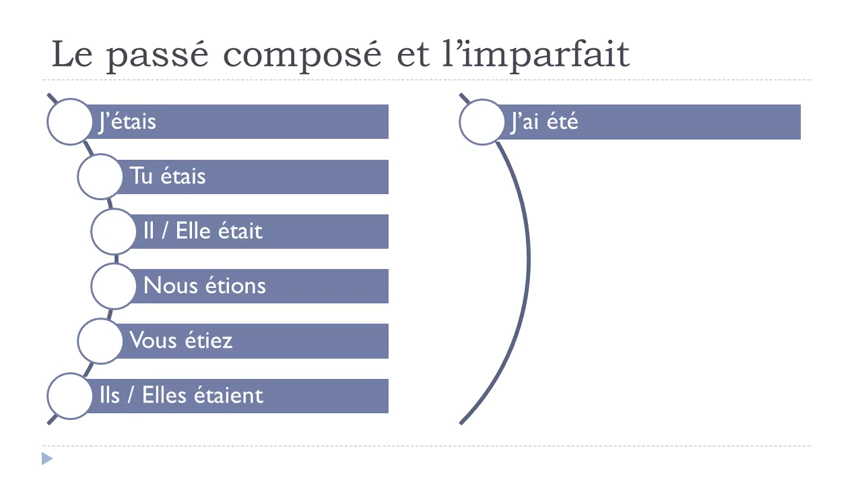 Le passé composé et l’imparfait
J’étais
Tu étais
Il / Elle était
Nous étions
Vous étiez
Ils / Elles étaient
J’ai été